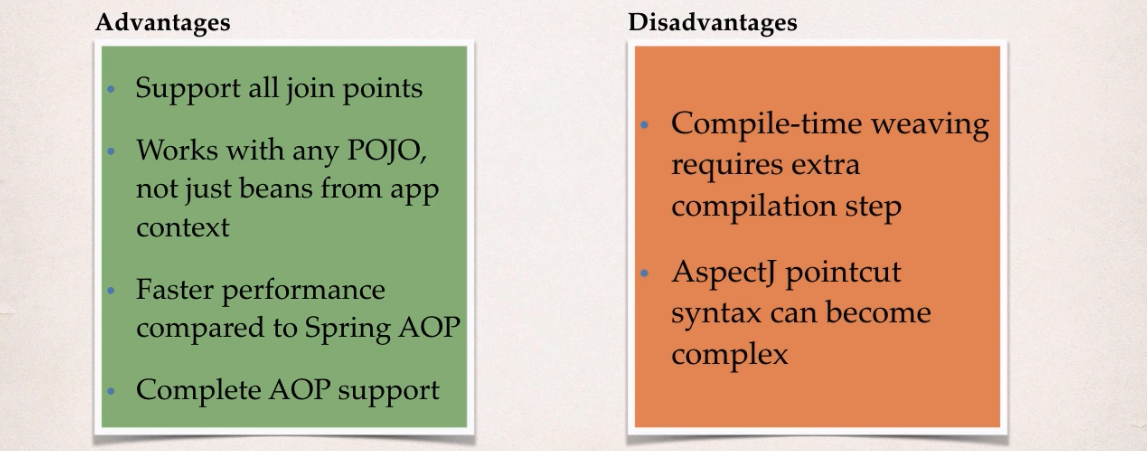 Advantages
• Support all join points
• Works with any POJO,
not just beans from app
context
• Faster performance
compared to Spring AOP
• Complete AOP support
Disadvantages
• Compile-time weaving
requires extra
compilation step
• AspectJ pointcut
syntax can become
complex